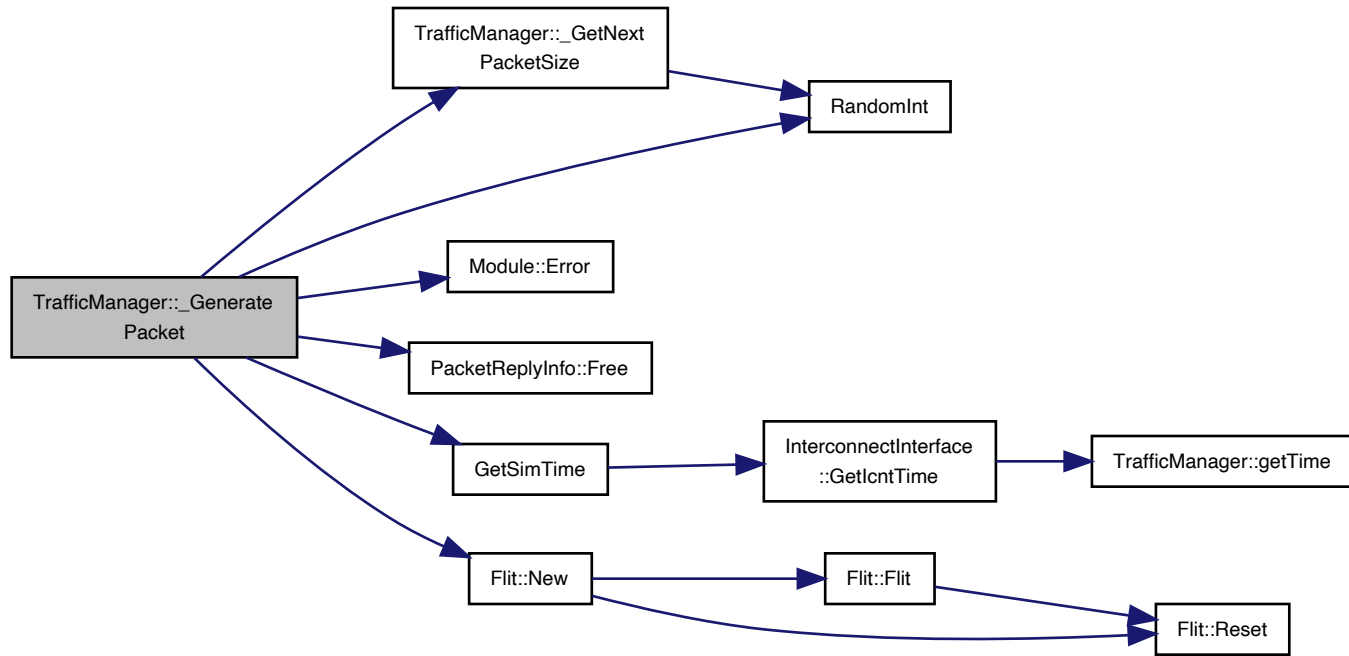 TrafficManager::_GetNext
PacketSize
RandomInt
Module::Error
TrafficManager::_Generate
Packet
PacketReplyInfo::Free
GetSimTime
InterconnectInterface
::GetIcntTime
TrafficManager::getTime
Flit::New
Flit::Flit
Flit::Reset